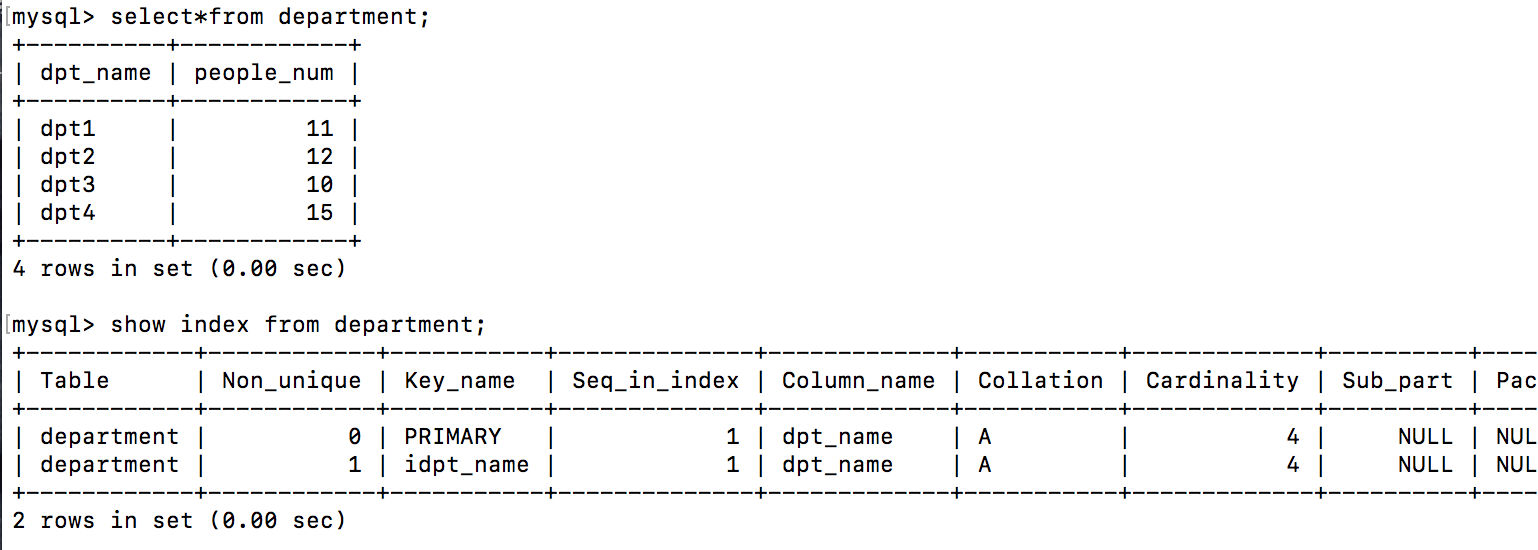 [mysql> select*from department;
+----------+------------+
| dpt_name | people_num |
+----------+------------+
| dpt1     |         11 |
| dpt2     |         12 |
| dpt3     |         10 |
| dpt4     |         15 |
+----------+------------+
4 rows in set (0.00 sec)

[mysql> show index from department;
+------------+------------+-----------+--------------+-------------+-----------+-------------+----------+----
| Table      | Non_unique | Key_name  | Seq_in_index | Column_name | Collation | Cardinality | Sub_part | Pac
+------------+------------+-----------+--------------+-------------+-----------+-------------+----------+----
| department |          0 | PRIMARY   |            1 | dpt_name    | A         |           4 |     NULL | NUL
| department |          1 | idpt_name |            1 | dpt_name    | A         |           4 |     NULL | NUL
+------------+------------+-----------+--------------+-------------+-----------+-------------+----------+----
2 rows in set (0.00 sec)